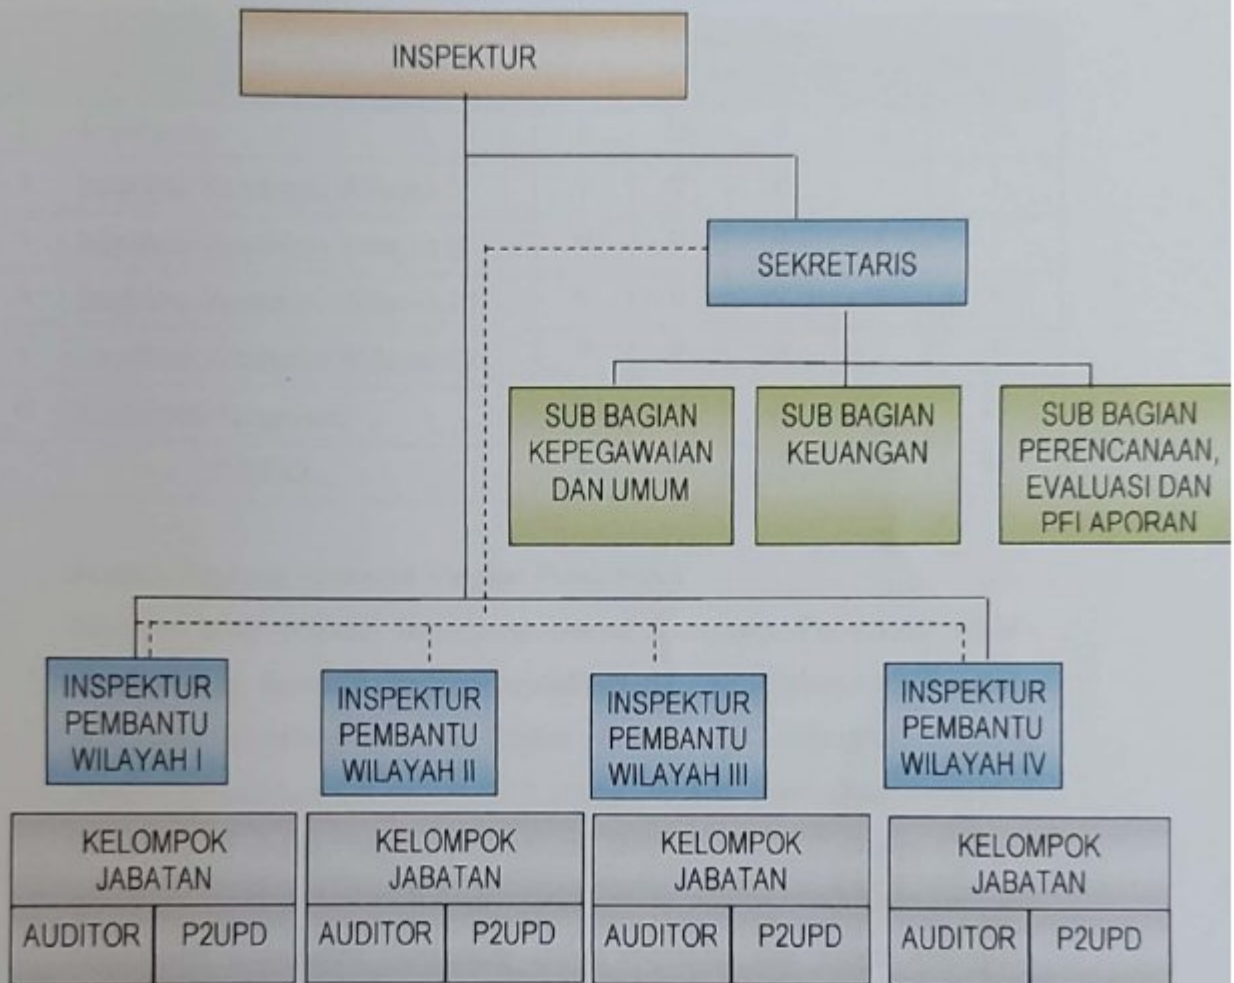 INSPEKTUR
SEKRETARIS
SUB BAGIAN
KEPEGAWAIAN
DAN UMUM
SUB BAGIAN
KEUANGAN
SUB BAGIAN
PERENCANAAN,
EVALUASI DAN
PELAPORAN
INSPEKTUR
PEMBANTU
WILAYAH I
INSPEKTUR
PEMBANTU
WILAYAH II
INSPEKTUR
PEMBANTU
WILAYAH III
INSPEKTUR
PEMBANTU
WILAYAH IV
KELOMPOK
JABATAN
AUDITOR
P2UPD
KELOMPOK
JABATAN
AUDITOR
P2UPD
KELOMPOK
JABATAN
AUDITOR
P2UPD
KELOMPOK
JABATAN
AUDITOR
P2UPD